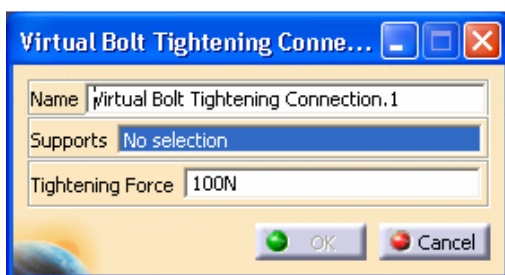 Virtual Bolt Tightening Conne...
Name Virtual Bolt Tightening Connection.1
Supports No selection
Tightening Force 100N
OK Cancel